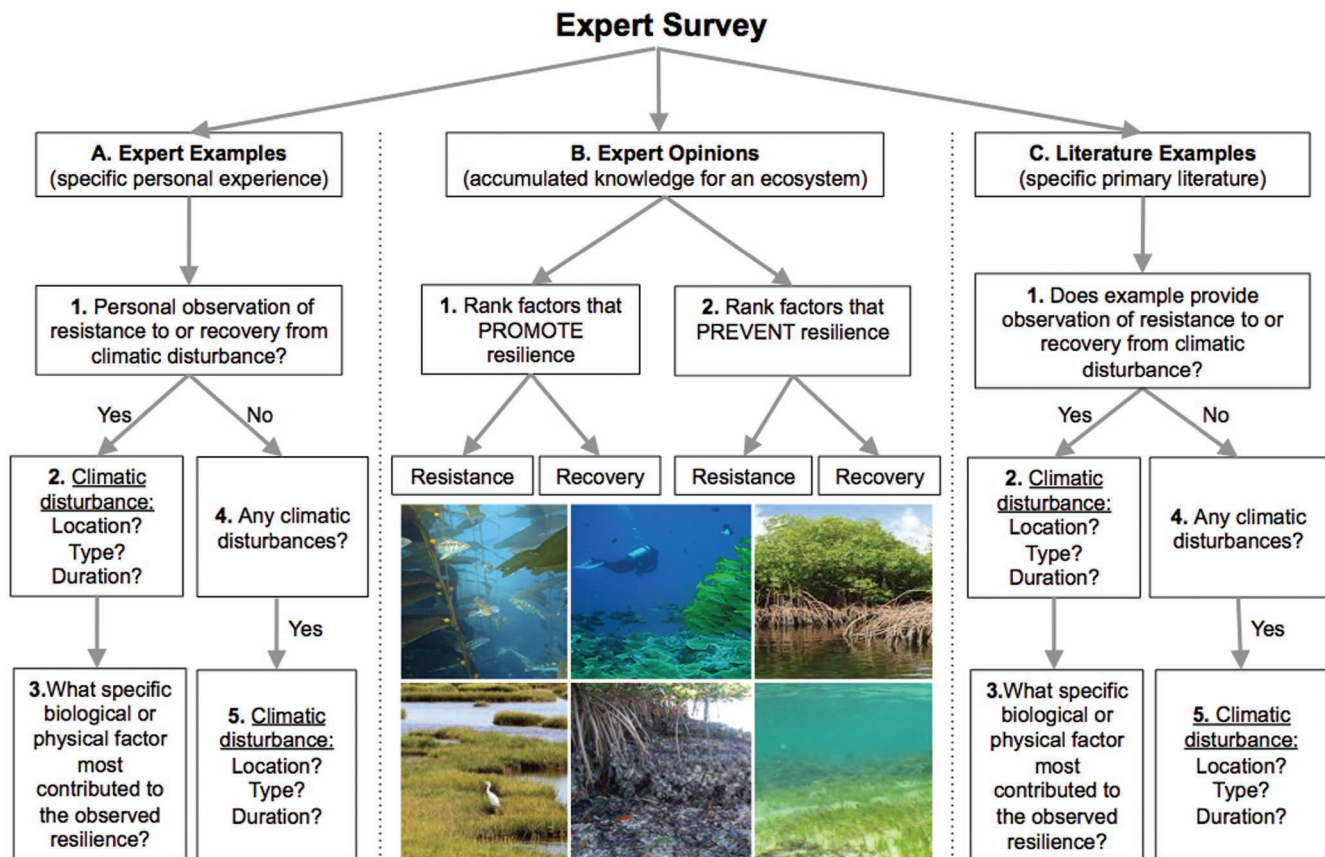 Expert Survey
A. Expert Examples
(specific personal experience)
B. Expert Opinions
(accumulated knowledge for an ecosystem)
C. Literature Examples
(specific primary literature)
1. Personal observation of
resistance to or recovery from
climatic disturbance?
1. Rank factors that
PROMOTE
resilience
2. Rank factors that
PREVENT resilience
1. Does example provide
observation of resistance to or
recovery from climatic
disturbance?
Yes
No
Yes
No
2. Climatic
disturbance:
Location?
Type?
Duration?
4. Any climatic
disturbances?
Resistance
Recovery
Resistance
Recovery
2. Climatic
disturbance:
Location?
Type?
Duration?
4. Any climatic
disturbances?
Yes
Yes
3.What specific
biological or
physical factor
most
contributed to
the observed
resilience?
5. Climatic
disturbance:
Location?
Type?
Duration?
3.What specific
biological or
physical factor
most
contributed to
the observed
resilience?
5. Climatic
disturbance:
Location?
Type?
Duration?